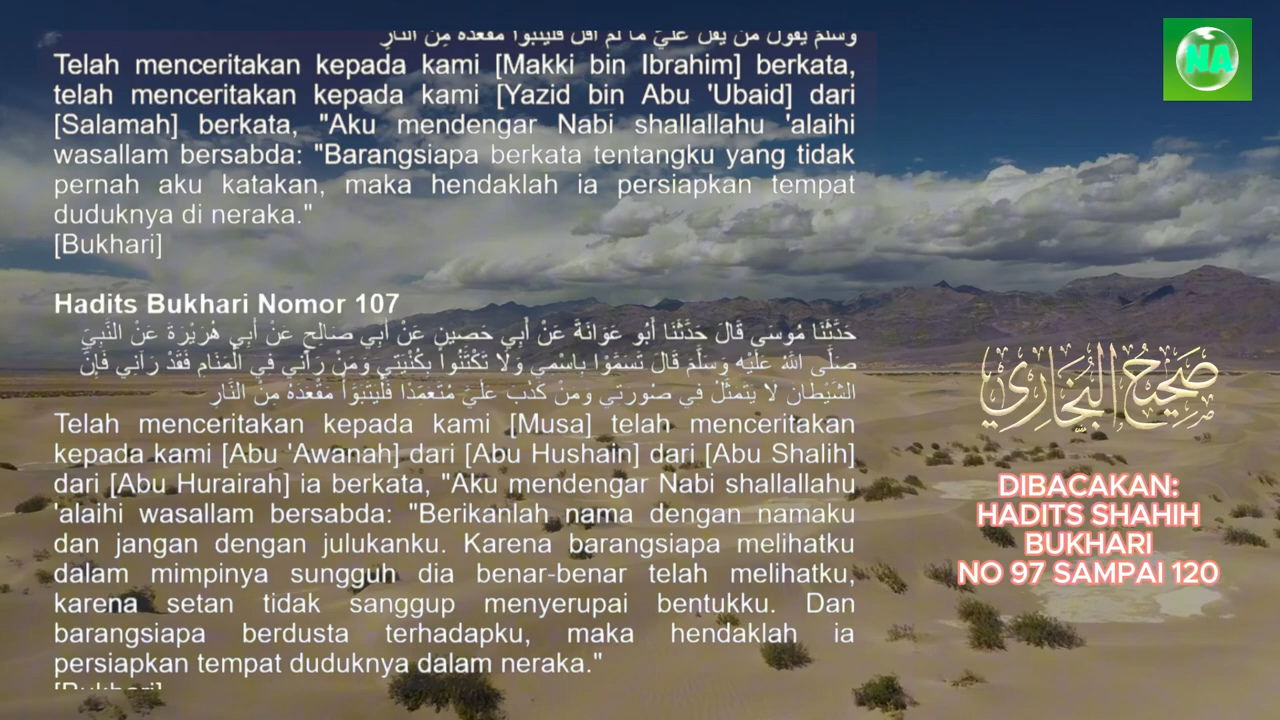 وَسَلَّمَ يَقُولُ مَنْ يَقُلْ عَلَيَّ مَا لَمْ أَقُلْ فَلْيَتَبَوَّأْ مَقْعَدَهُ مِنْ النَّارِ
Telah menceritakan kepada kami [Makki bin Ibrahim] berkata,
telah menceritakan kepada kami [Yazid bin Abu 'Ubaid] dari
[Salamah] berkata, "Aku mendengar Nabi shallallahu 'alaihi
wasallam bersabda: "Barangsiapa berkata tentangku yang tidak
pernah aku katakan, maka hendaklah ia persiapkan tempat
duduknya di neraka."
[Bukhari]
Hadits Bukhari Nomor 107
حَدَّثَنَا مُوسَى قَالَ حَدَّثَنَا أَبُو عَوَانَةَ عَنْ أَبِي حَصِينٍ عَنْ أَبِي صَالِحٍ عَنْ أَبِي هُرَيْرَةَ عَنْ النَّبِيِّ
صَلَّى اللَّهُ عَلَيْهِ وَسَلَّمَ قَالَ تَسَمَّوْا بِاسْمِي وَلَا تَكْتَنُوا بِكُنْيَتِي وَمَنْ رَآنِي فِي الْمَنَامِ فَقَدْ رَآنِي فَإِنَّ
الشَّيْطَانَ لَا يَتَمَثَّلُ فِي صُورَتِي وَمَنْ كَذَبَ عَلَيَّ مُتَعَمِّدًا فَلْيَتَبَوَّأْ مَقْعَدَهُ مِنْ النَّارِ
Telah menceritakan kepada kami [Musa] telah menceritakan
kepada kami [Abu 'Awanah] dari [Abu Hushain] dari [Abu Shalih]
dari [Abu Hurairah] ia berkata, "Aku mendengar Nabi shallallahu
'alaihi wasallam bersabda: "Berikanlah nama dengan namaku
dan jangan dengan julukanku. Karena barangsiapa melihatku
dalam mimpinya sungguh dia benar-benar telah melihatku,
karena setan tidak sanggup menyerupai bentukku. Dan
barangsiapa berdusta terhadapku, maka hendaklah ia
persiapkan tempat duduknya dalam neraka."
[Bukhari]
NA
صَحِيحُ الْبُخَارِيِّ
DIBACAKAN:
HADITS SHAHIH
BUKHARI
NO 97 SAMPAI 120